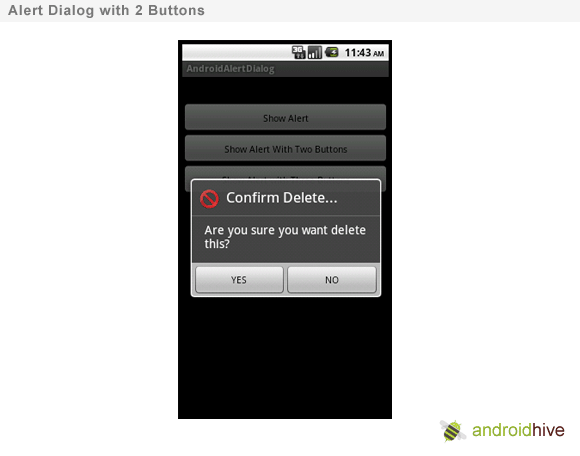 Alert Dialog with 2 Buttons
3G
11:43 AM
AndroidAlertDialog
Show Alert
Show Alert With Two Buttons
Confirm Delete...
Are you sure you want delete
this?
YES
NO
androidhive